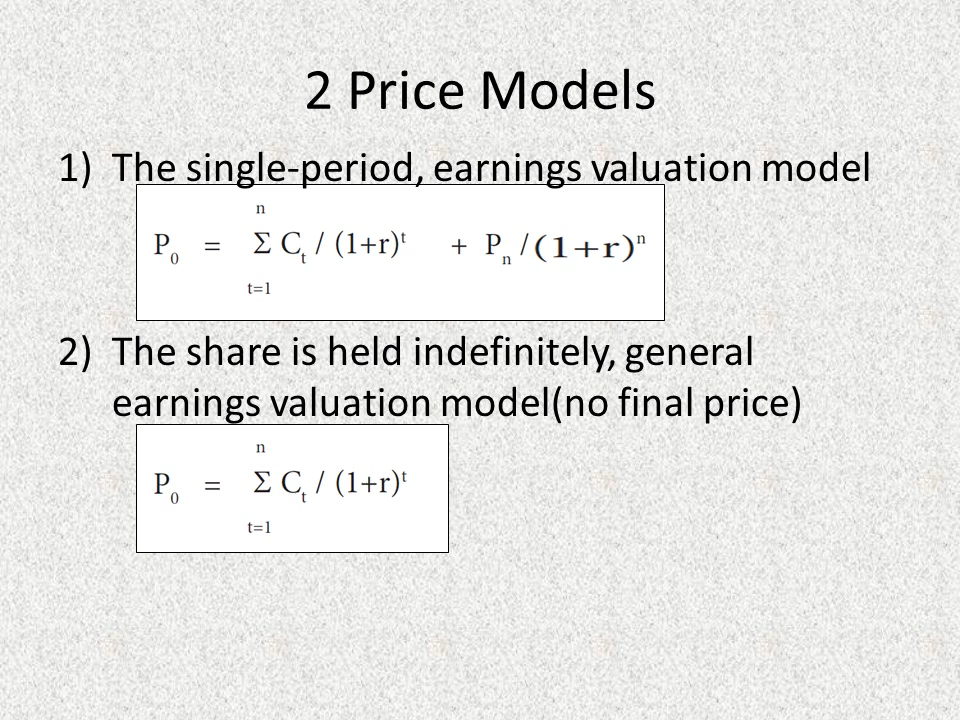 2 Price Models
1) The single-period, earnings valuation model
n
P₀ = Σ Cₜ / (1+r)ᵗ + Pₙ / (1+r)ⁿ
t=1
2) The share is held indefinitely, general
earnings valuation model(no final price)
n
P₀ = Σ Cₜ / (1+r)ᵗ
t=1